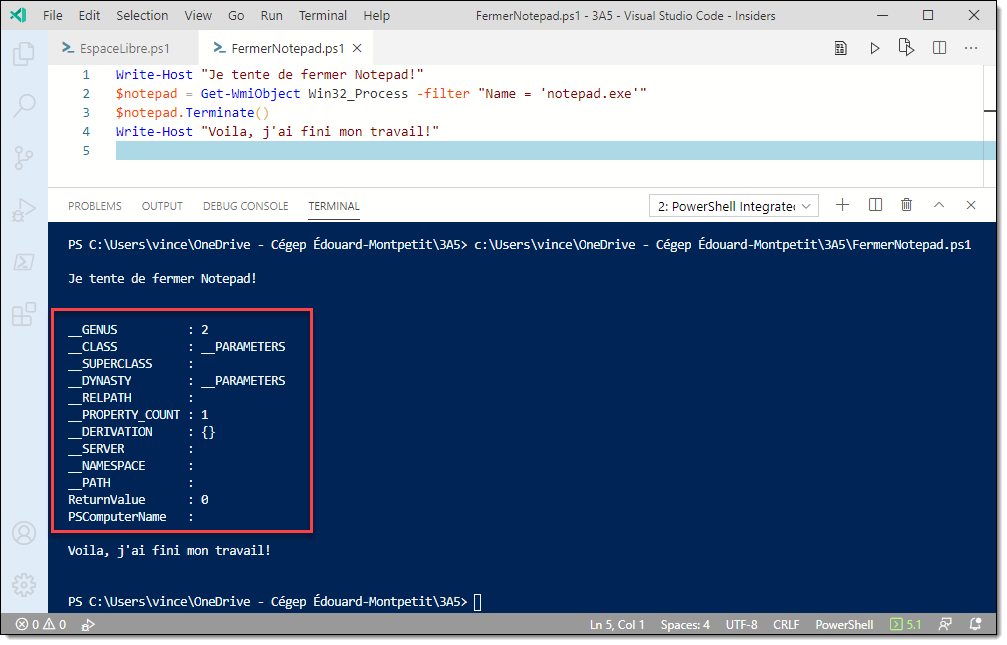 File Edit Selection View Go Run Terminal Help FermerNotepad.ps1 - 3A5 - Visual Studio Code - Insiders
EspaceLibre.ps1 FermerNotepad.ps1
1 Write-Host "Je tente de fermer Notepad!"
2 $notepad = Get-WmiObject Win32_Process -filter "Name = 'notepad.exe'"
3 $notepad.Terminate()
4 Write-Host "Voila, j'ai fini mon travail!"
5
PROBLEMS OUTPUT DEBUG CONSOLE TERMINAL 2: PowerShell Integrated
PS C:\Users\vince\OneDrive - Cégep Édouard-Montpetit\3A5> c:\Users\vince\OneDrive - Cégep Édouard-Montpetit\3A5\FermerNotepad.ps1
Je tente de fermer Notepad!
__GENUS : 2
__CLASS : __PARAMETERS
__SUPERCLASS :
__DYNASTY : __PARAMETERS
__RELPATH :
__PROPERTY_COUNT : 1
__DERIVATION : {}
__SERVER :
__NAMESPACE :
__PATH :
ReturnValue : 0
PSComputerName :
Voila, j'ai fini mon travail!
PS C:\Users\vince\OneDrive - Cégep Édouard-Montpetit\3A5>
0 0 Ln 5, Col 1 Spaces: 4 UTF-8 CRLF PowerShell 5.1